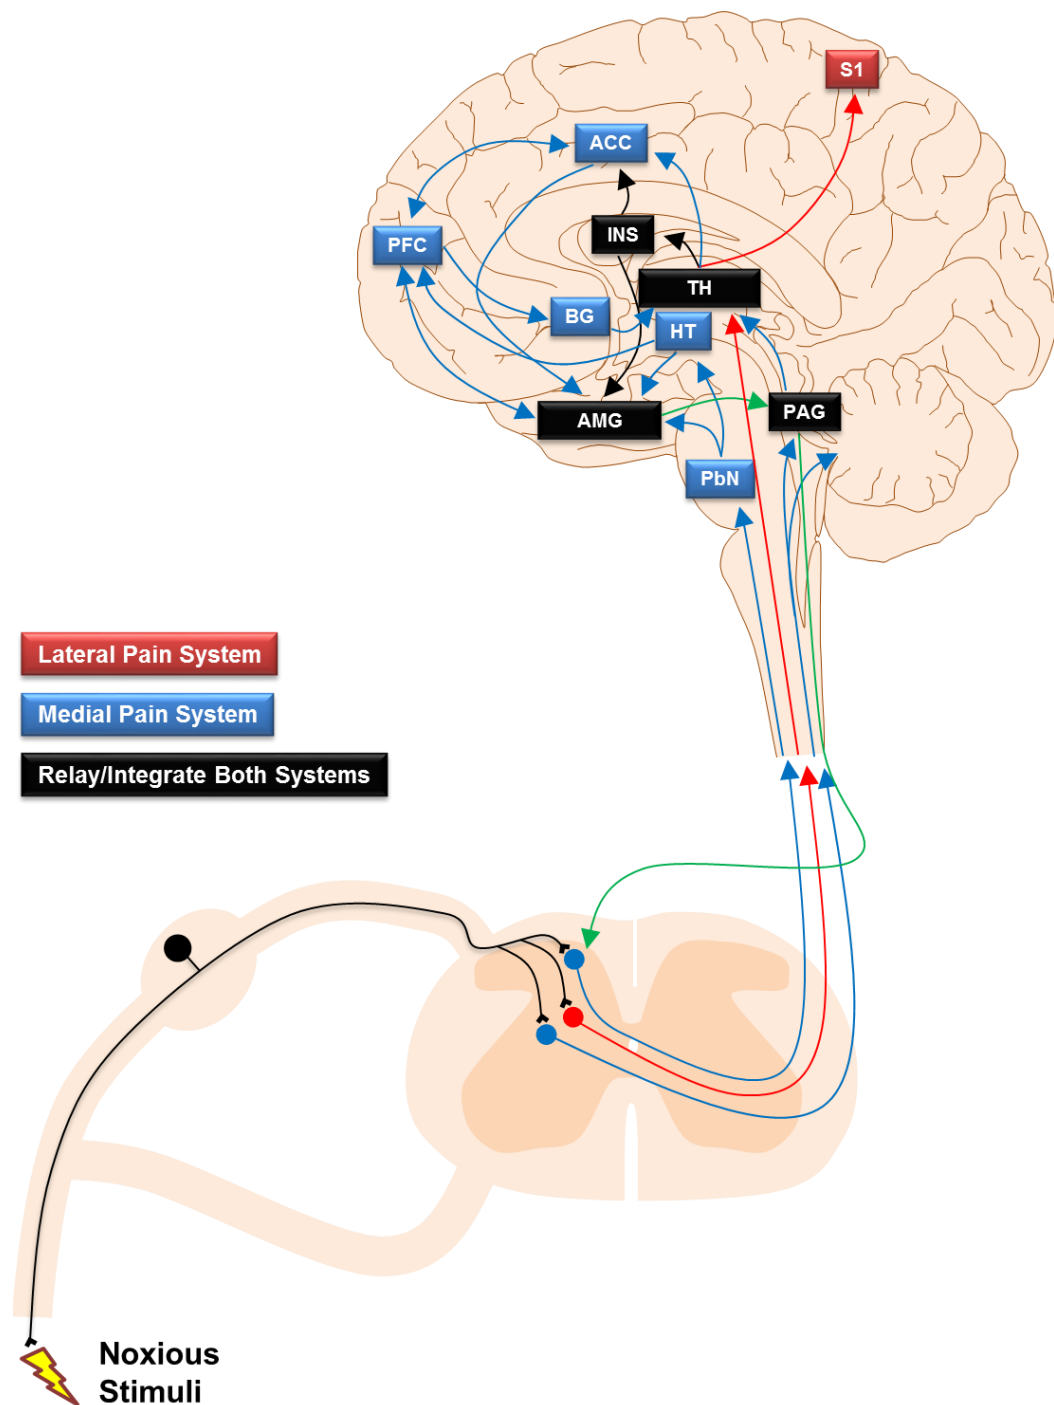 S1
ACC
PFC
INS
TH
BG
HT
AMG
PAG
PbN
Lateral Pain System
Medial Pain System
Relay/Integrate Both Systems
Noxious
Stimuli